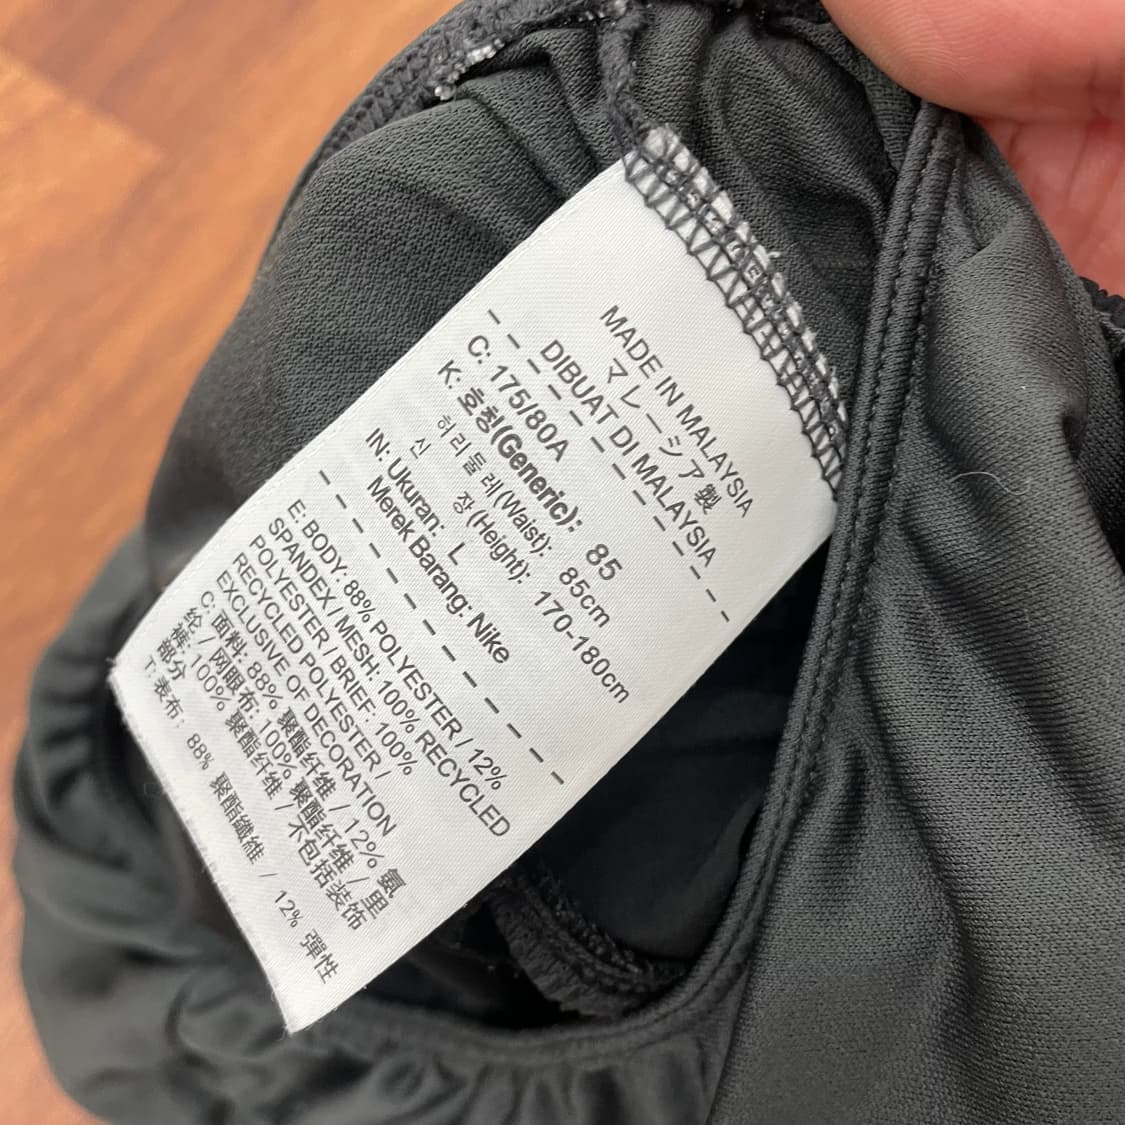 MADE IN MALAYSIA
マレーシア製
DIBUAT DI MALAYSIA
C: 175/80A
K: 호칭(Generic): 85
허리둘레(Waist): 85cm
신 장(Height): 170-180cm
IN: Ukuran: L
Merek Barang: Nike
E: BODY: 88% POLYESTER / 12%
SPANDEX / MESH: 100% RECYCLED
POLYESTER / BRIEF: 100%
RECYCLED POLYESTER /
EXCLUSIVE OF DECORATION
C: 面料: 88% 聚酯纤维 / 12% 氨
纶 / 网眼布: 100% 聚酯纤维 / 里
裤: 100% 聚酯纤维 / 不包括装饰
部分
T: 表布: 88% 聚酯纖維 / 12% 彈性